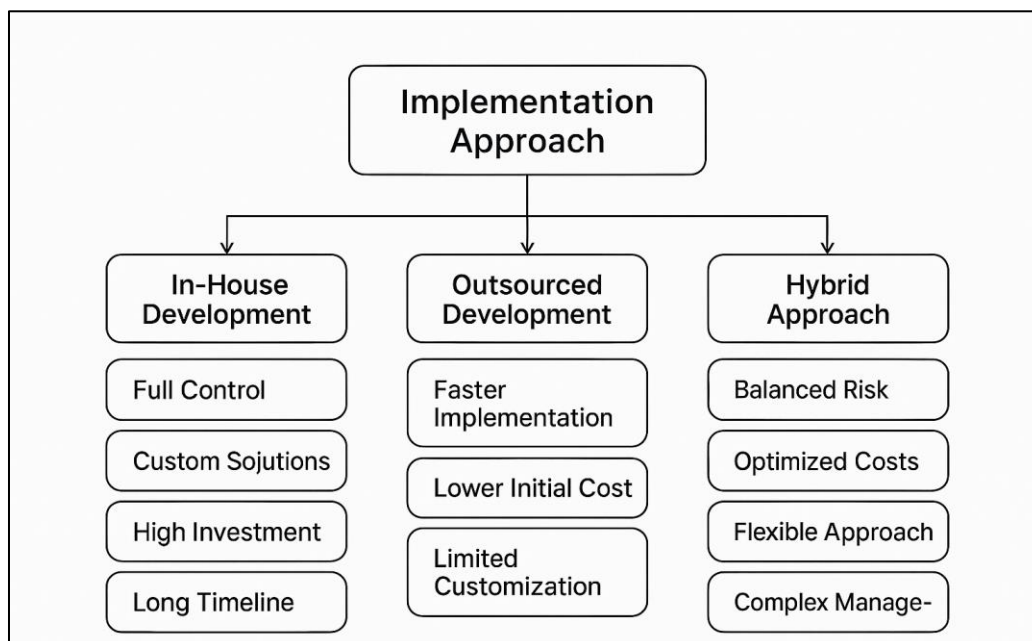 Implementation
Approach
In-House
Development
Full Control
Custom Sojutions
High Investment
Long Timeline
Outsourced
Development
Faster
Implementation
Lower Initial Cost
Limited
Customization
Hybrid
Approach
Balanced Risk
Optimized Costs
Flexible Approach
Complex Manage-